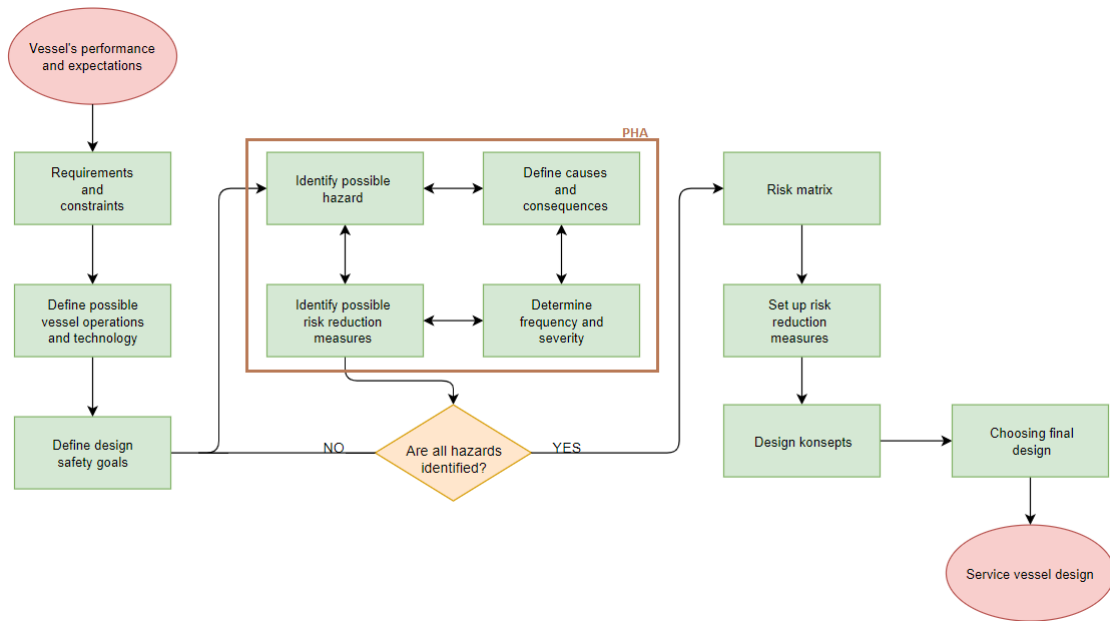 Vessel's performance
and expectations
Requirements
and
constraints
Define possible
vessel operations
and technology
Define design
safety goals
PHA
Identify possible
hazard
Define causes
and
consequences
Identify possible
risk reduction
measures
Determine
frequency and
severity
NO
Are all hazards
identified?
YES
Risk matrix
Set up risk
reduction
measures
Design konsepts
Choosing final
design
Service vessel design